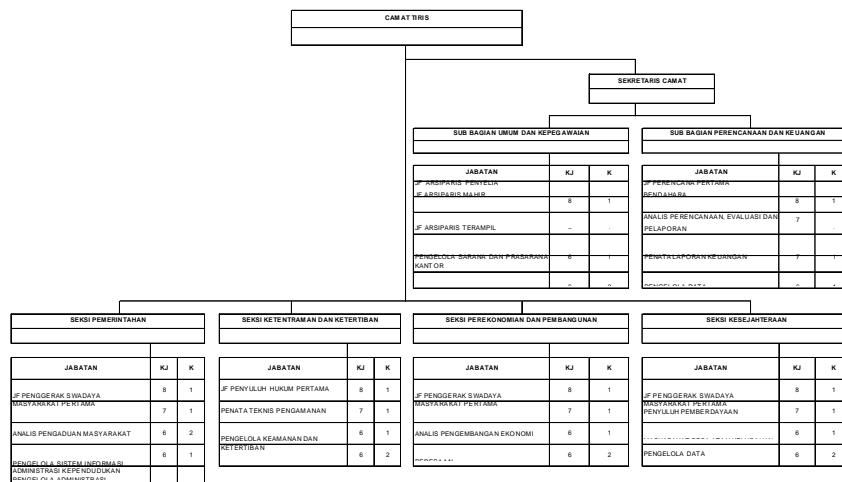 CAMAT TIRIS
SEKRETARIS CAMAT
SUB BAGIAN UMUM DAN KEPEGAWAIAN
JABATAN KJ K
JF ARSIPARIS PENYELIA
JF ARSIPARIS MAHIR
8 1
JF ARSIPARIS TERAMPIL
PENGELOLA SARANA DAN PRASARANA 6 1
KANTOR
SUB BAGIAN PERENCANAAN DAN KEUANGAN
JABATAN KJ K
JF PERENCANA PERTAMA
BENDAHARA 8 1
ANALIS PERENCANAAN, EVALUASI DAN 7
PELAPORAN
PENATA LAPORAN KEUANGAN 7 1
PENGELOLA DATA
SEKSI PEMERINTAHAN
JABATAN KJ K
8 1
JF PENGGERAK SWADAYA
MASYARAKAT PERTAMA
7 1
ANALIS PENGADUAN MASYARAKAT 6 2
6 1
PENGELOLA SISTEM INFORMASI
ADMINISTRASI KEPENDUDUKAN
PENGELOLA ADMINISTRASI
SEKSI KETENTRAMAN DAN KETERTIBAN
JABATAN KJ K
JF PENYULUH HUKUM PERTAMA 8 1
PENATA TEKNIS PENGAMANAN 7 1
6 1
PENGELOLA KEAMANAN DAN
KETERTIBAN
6 2
SEKSI PEREKONOMIAN DAN PEMBANGUNAN
JABATAN KJ K
8 1
JF PENGGERAK SWADAYA
MASYARAKAT PERTAMA
7 1
ANALIS PENGEMBANGAN EKONOMI 6 1
6 2
SEKSI KESEJAHTERAAN
JABATAN KJ K
8 1
JF PENGGERAK SWADAYA
MASYARAKAT PERTAMA
PENYULUH PEMBERDAYAAN 7 1
6 1
PENGELOLA DATA 6 2